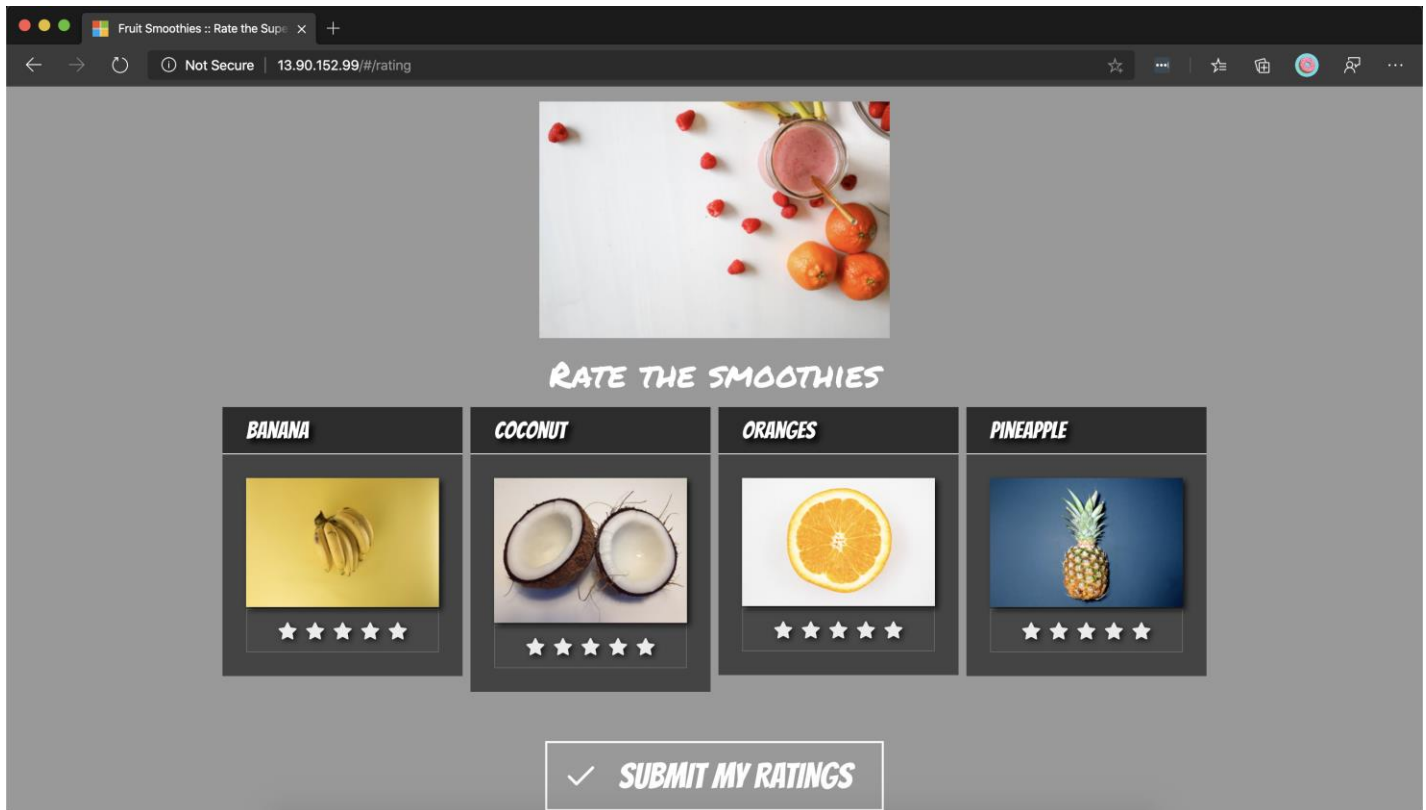 Fruit Smoothies :: Rate the Supe
Not Secure | 13.90.152.99/#/rating
Rate the smoothies
BANANA
COCONUT
ORANGES
PINEAPPLE
SUBMIT MY RATINGS